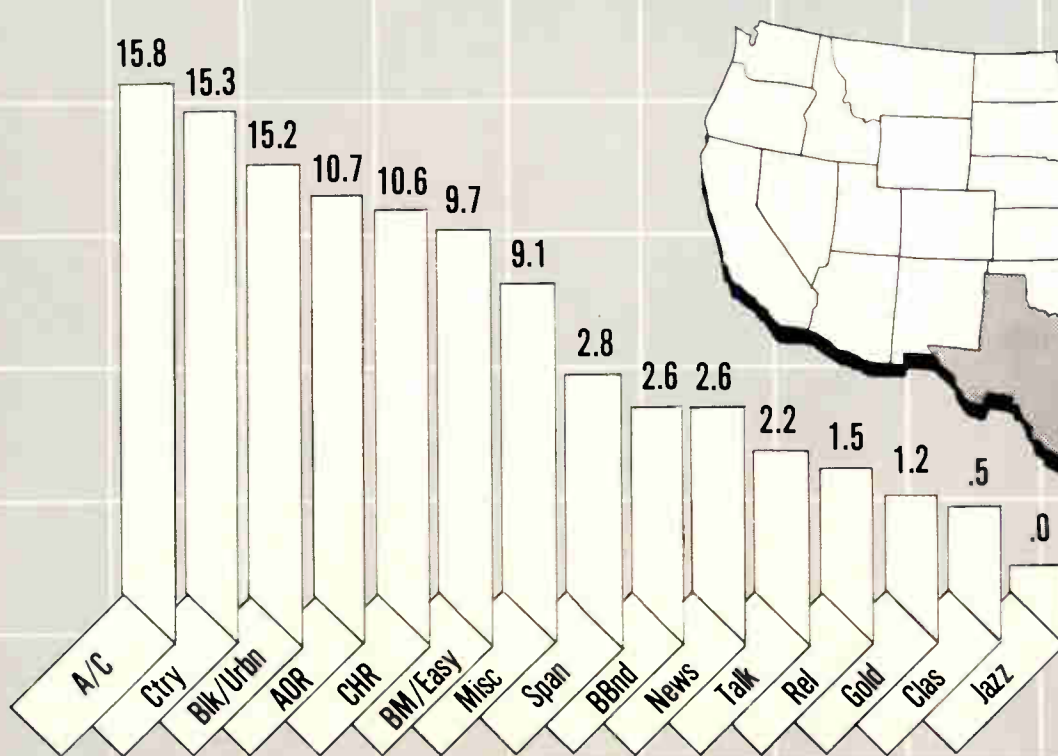 15.8
15.3
15.2
10.7
10.6
9.7
9.1
2.8
2.6
2.6
2.2
1.5
1.2
.5
.0
A/C
Ctry
Blk/Urbn
AOR
CHR
BM/Easy
Misc
Span
BBnd
News
Talk
Rel
Gold
Clas
Jazz